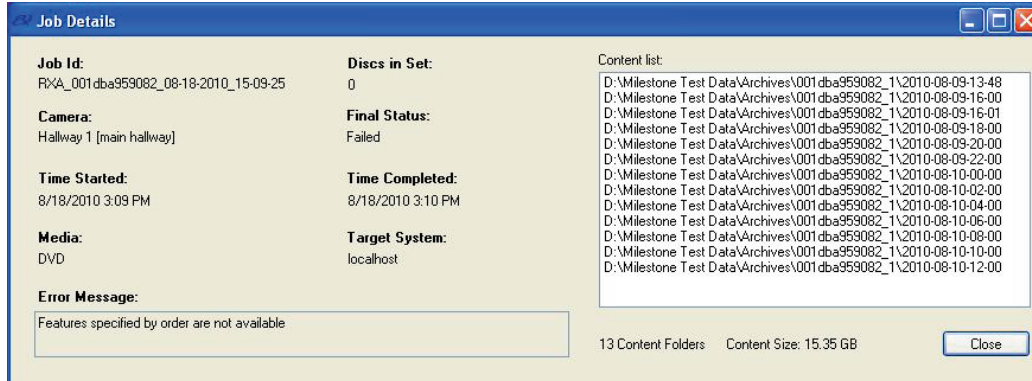 Job Details
Job Id:
RXA_001dba959082_08-18-2010_15-09-25
Discs in Set:
0
Camera:
Hallway 1 [main hallway]
Final Status:
Failed
Time Started:
8/18/2010 3:09 PM
Time Completed:
8/18/2010 3:10 PM
Media:
DVD
Target System:
localhost
Error Message:
Features specified by order are not available
Content list:
D:\Milestone Test Data\Archives\001dba959082_1\2010-08-09-13-48
D:\Milestone Test Data\Archives\001dba959082_1\2010-08-09-16-00
D:\Milestone Test Data\Archives\001dba959082_1\2010-08-09-16-01
D:\Milestone Test Data\Archives\001dba959082_1\2010-08-09-18-00
D:\Milestone Test Data\Archives\001dba959082_1\2010-08-09-20-00
D:\Milestone Test Data\Archives\001dba959082_1\2010-08-09-22-00
D:\Milestone Test Data\Archives\001dba959082_1\2010-08-10-00-00
D:\Milestone Test Data\Archives\001dba959082_1\2010-08-10-02-00
D:\Milestone Test Data\Archives\001dba959082_1\2010-08-10-04-00
D:\Milestone Test Data\Archives\001dba959082_1\2010-08-10-06-00
D:\Milestone Test Data\Archives\001dba959082_1\2010-08-10-08-00
D:\Milestone Test Data\Archives\001dba959082_1\2010-08-10-10-00
D:\Milestone Test Data\Archives\001dba959082_1\2010-08-10-12-00
13 Content Folders Content Size: 15.35 GB
Close